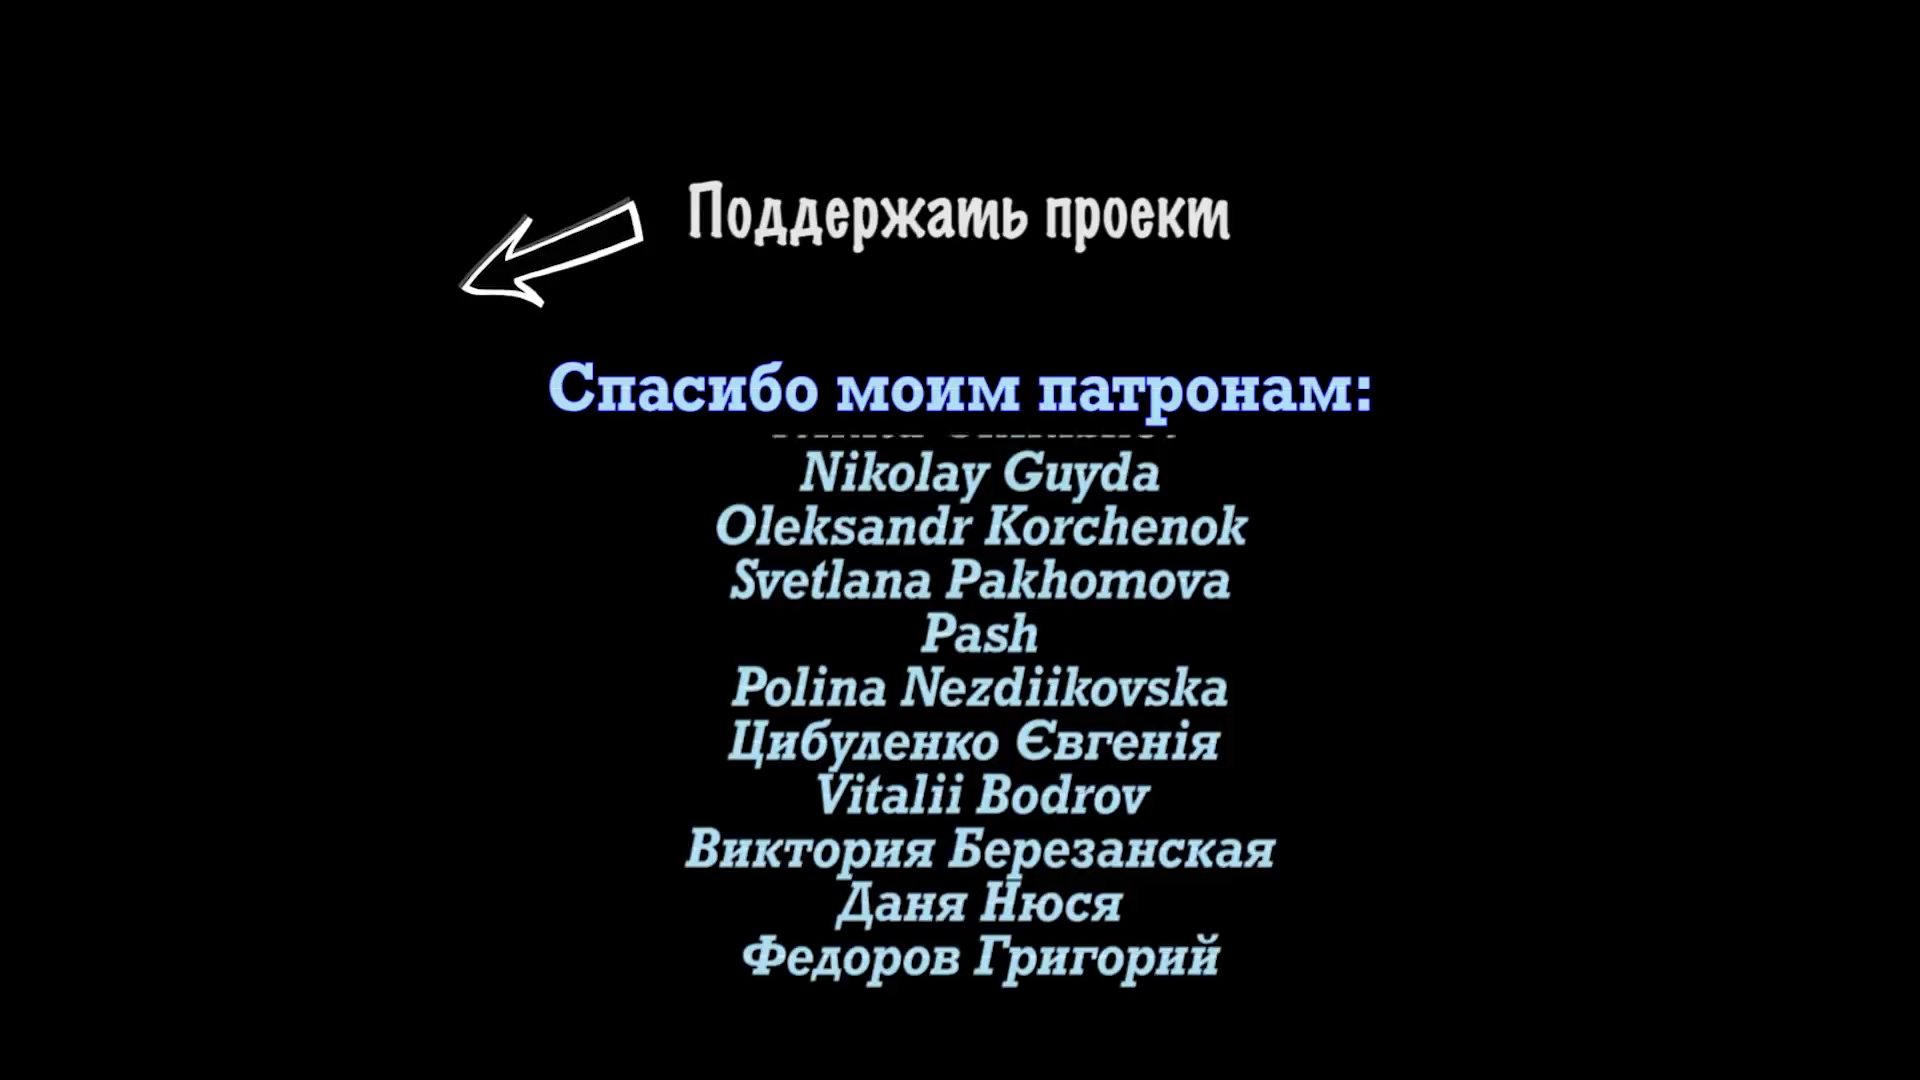 Поддержать проект
Спасибо моим патронам:
Nikolay Guyda
Oleksandr Korchenok
Svetlana Pakhomova
Pash
Polina Nezdiikovska
Цибуленко Євгенія
Vitalii Bodrov
Виктория Березанская
Даня Нюся
Федоров Григорий